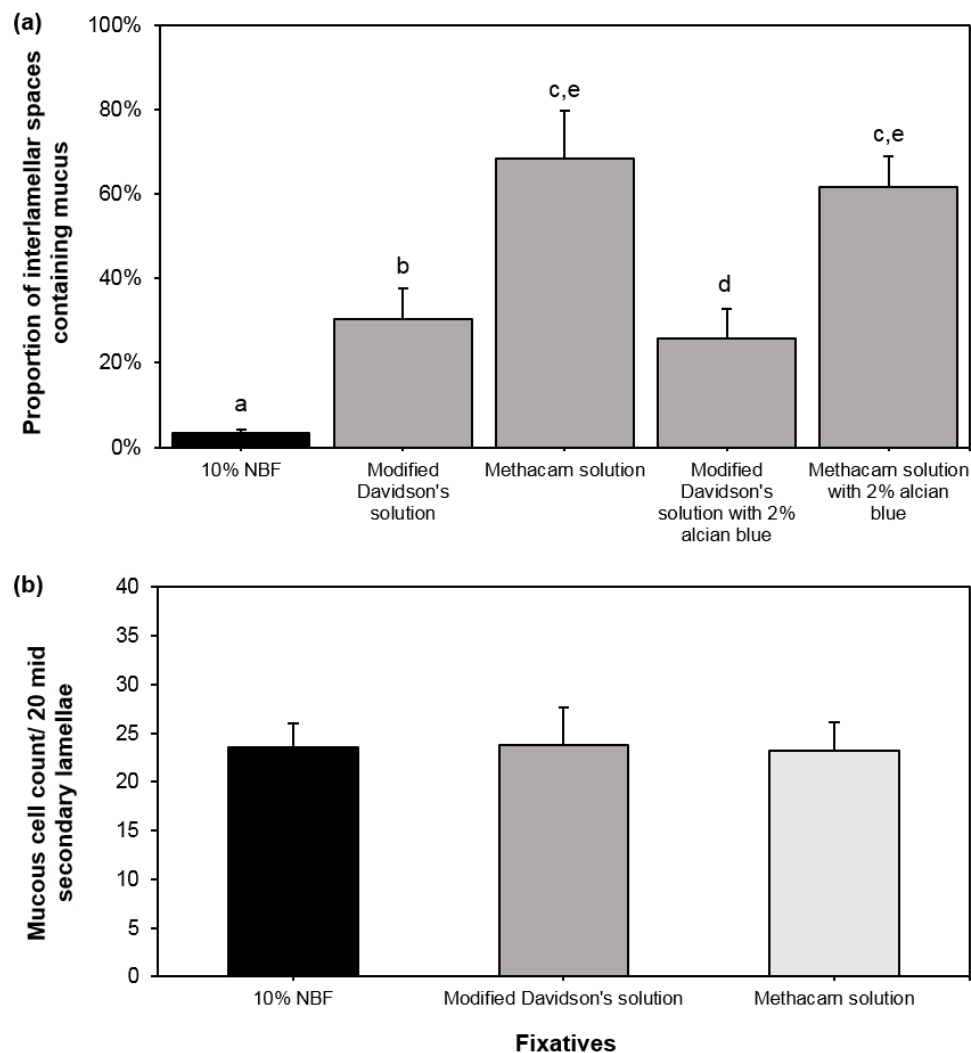 (a)
Proportion of interlamellar spaces
containing mucus
100%
80%
60%
40%
20%
0%
a
b
c,e
d
c,e
10% NBF
Modified
Davidson's
solution
Methacarn solution
Modified
Davidson's
solution with 2%
alcian blue
Methacarn solution
with 2% alcian
blue
(b)
Mucous cell count/ 20 mid
secondary lamellae
40
35
30
25
20
15
10
5
0
10% NBF
Modified Davidson's solution
Methacarn solution
Fixatives